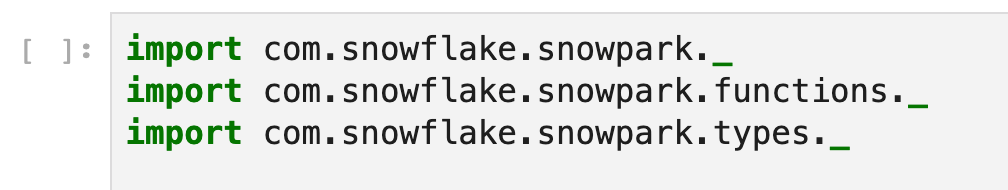 [ ]: import com.snowflake.snowpark._
import com.snowflake.snowpark.functions._
import com.snowflake.snowpark.types._